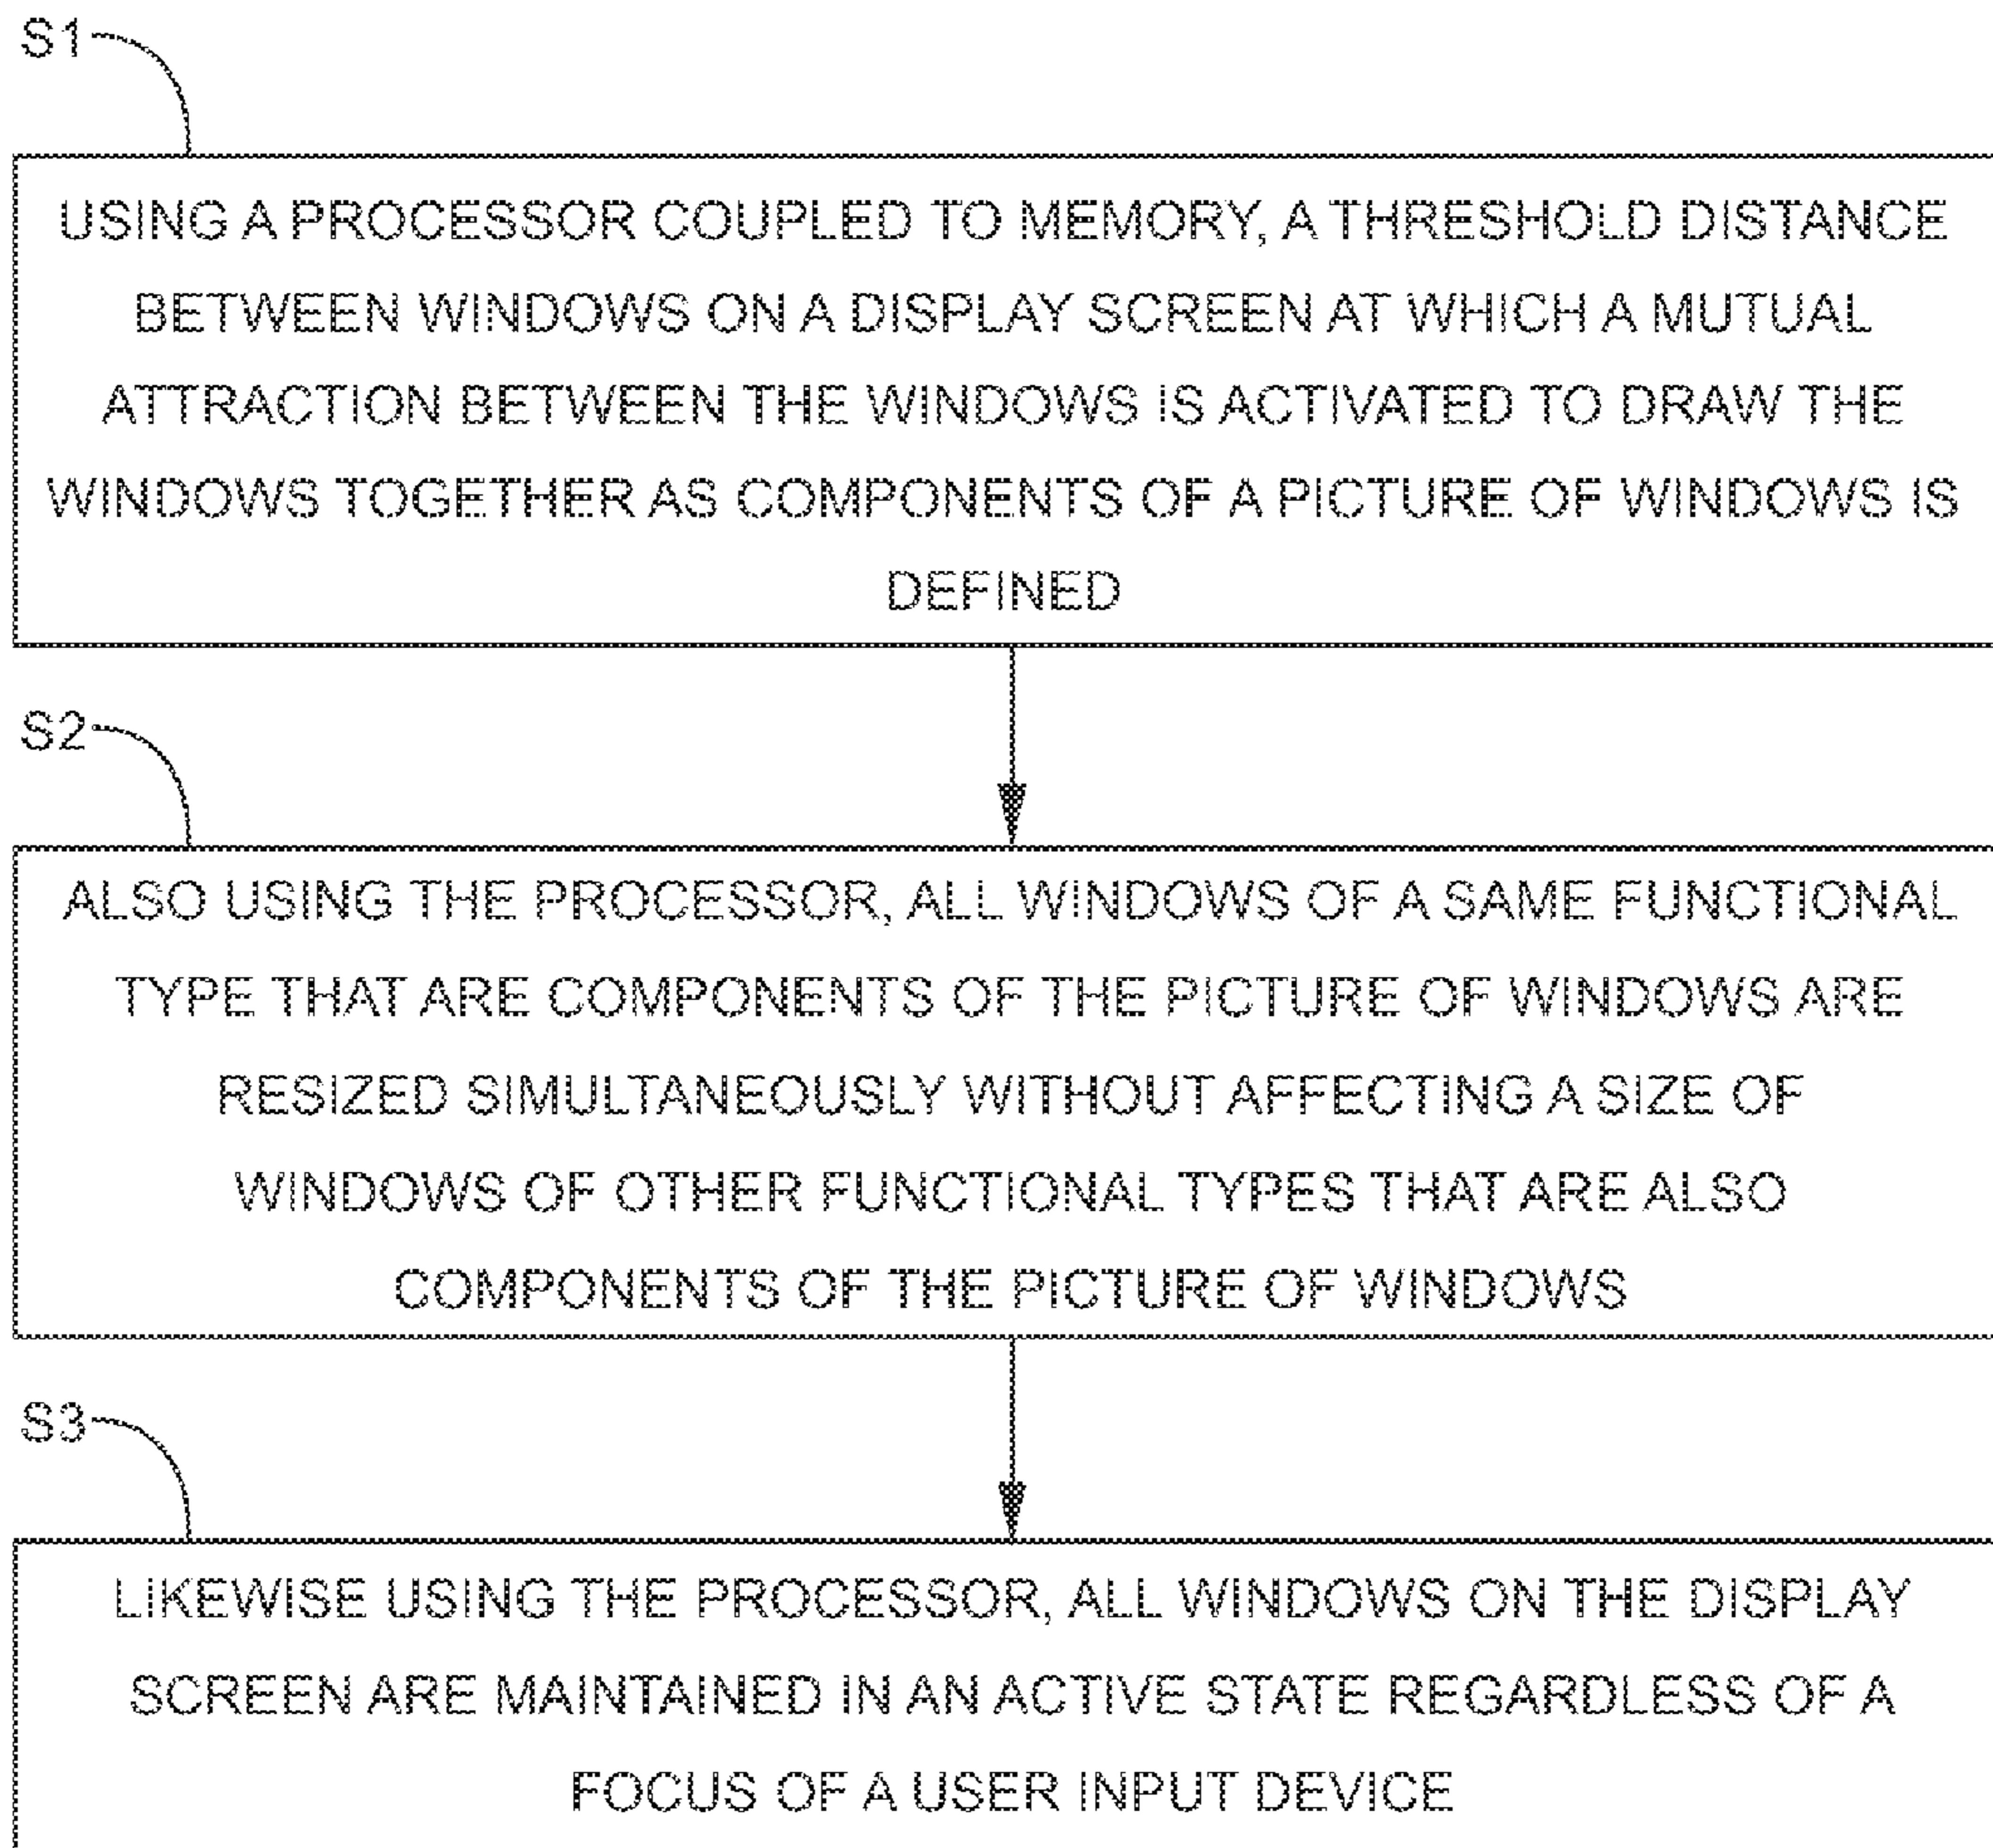 S1
USING A PROCESSOR COUPLED TO MEMORY, A THRESHOLD DISTANCE
BETWEEN WINDOWS ON A DISPLAY SCREEN AT WHICH A MUTUAL
ATTRACTION BETWEEN THE WINDOWS IS ACTIVATED TO DRAW THE
WINDOWS TOGETHER AS COMPONENTS OF A PICTURE OF WINDOWS IS
DEFINED
S2
ALSO USING THE PROCESSOR, ALL WINDOWS OF A SAME FUNCTIONAL
TYPE THAT ARE COMPONENTS OF THE PICTURE OF WINDOWS ARE
RESIZED SIMULTANEOUSLY WITHOUT AFFECTING A SIZE OF
WINDOWS OF OTHER FUNCTIONAL TYPES THAT ARE ALSO
COMPONENTS OF THE PICTURE OF WINDOWS
S3
LIKEWISE USING THE PROCESSOR, ALL WINDOWS ON THE DISPLAY
SCREEN ARE MAINTAINED IN AN ACTIVE STATE REGARDLESS OF A
FOCUS OF A USER INPUT DEVICE